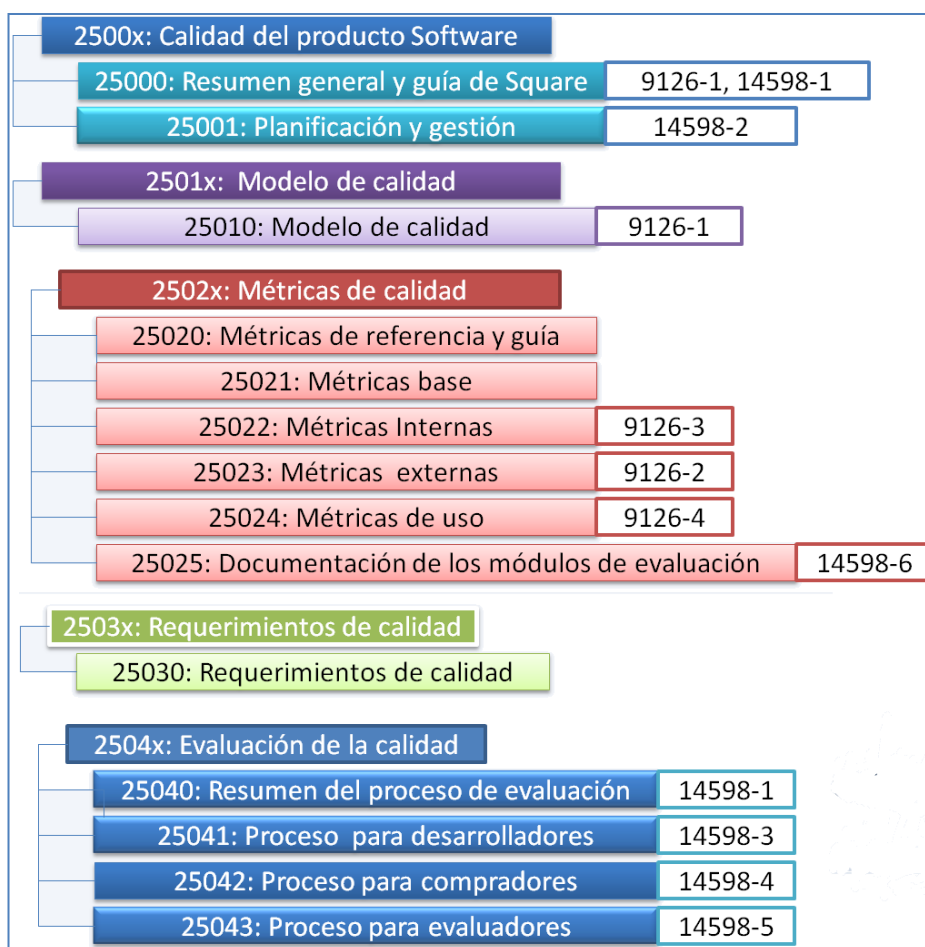 2500x: Calidad del producto Software
25000: Resumen general y guía de Square 9126-1, 14598-1
25001: Planificación y gestión 14598-2
2501x: Modelo de calidad
25010: Modelo de calidad 9126-1
2502x: Métricas de calidad
25020: Métricas de referencia y guía
25021: Métricas base
25022: Métricas Internas 9126-3
25023: Métricas externas 9126-2
25024: Métricas de uso 9126-4
25025: Documentación de los módulos de evaluación 14598-6
2503x: Requerimientos de calidad
25030: Requerimientos de calidad
2504x: Evaluación de la calidad
25040: Resumen del proceso de evaluación 14598-1
25041: Proceso para desarrolladores 14598-3
25042: Proceso para compradores 14598-4
25043: Proceso para evaluadores 14598-5